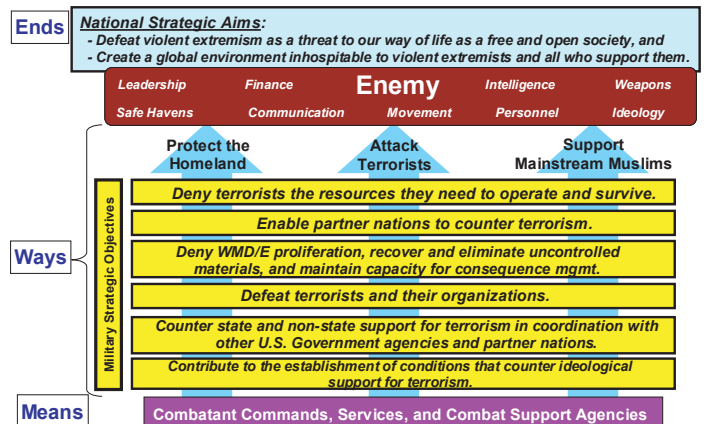 Ends
National Strategic Aims:
- Defeat violent extremism as a threat to our way of life as a free and open society, and
- Create a global environment inhospitable to violent extremists and all who support them.
Enemy
Leadership Finance Intelligence Weapons
Safe Havens Communication Movement Personnel Ideology
Protect the
Homeland
Attack
Terrorists
Support
Mainstream Muslims
Ways
Military Strategic Objectives
Deny terrorists the resources they need to operate and survive.
Enable partner nations to counter terrorism.
Deny WMD/E proliferation, recover and eliminate uncontrolled
materials, and maintain capacity for consequence mgmt.
Defeat terrorists and their organizations.
Counter state and non-state support for terrorism in coordination with
other U.S. Government agencies and partner nations.
Contribute to the establishment of conditions that counter ideological
support for terrorism.
Means
Combatant Commands, Services, and Combat Support Agencies